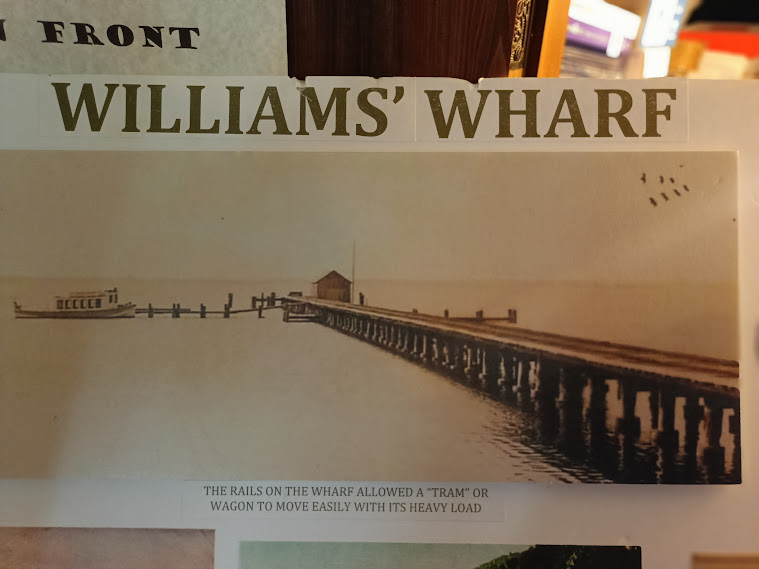 N FRONT
WILLIAMS' WHARF
THE RAILS ON THE WHARF ALLOWED A "TRAM" OR
WAGON TO MOVE EASILY WITH ITS HEAVY LOAD